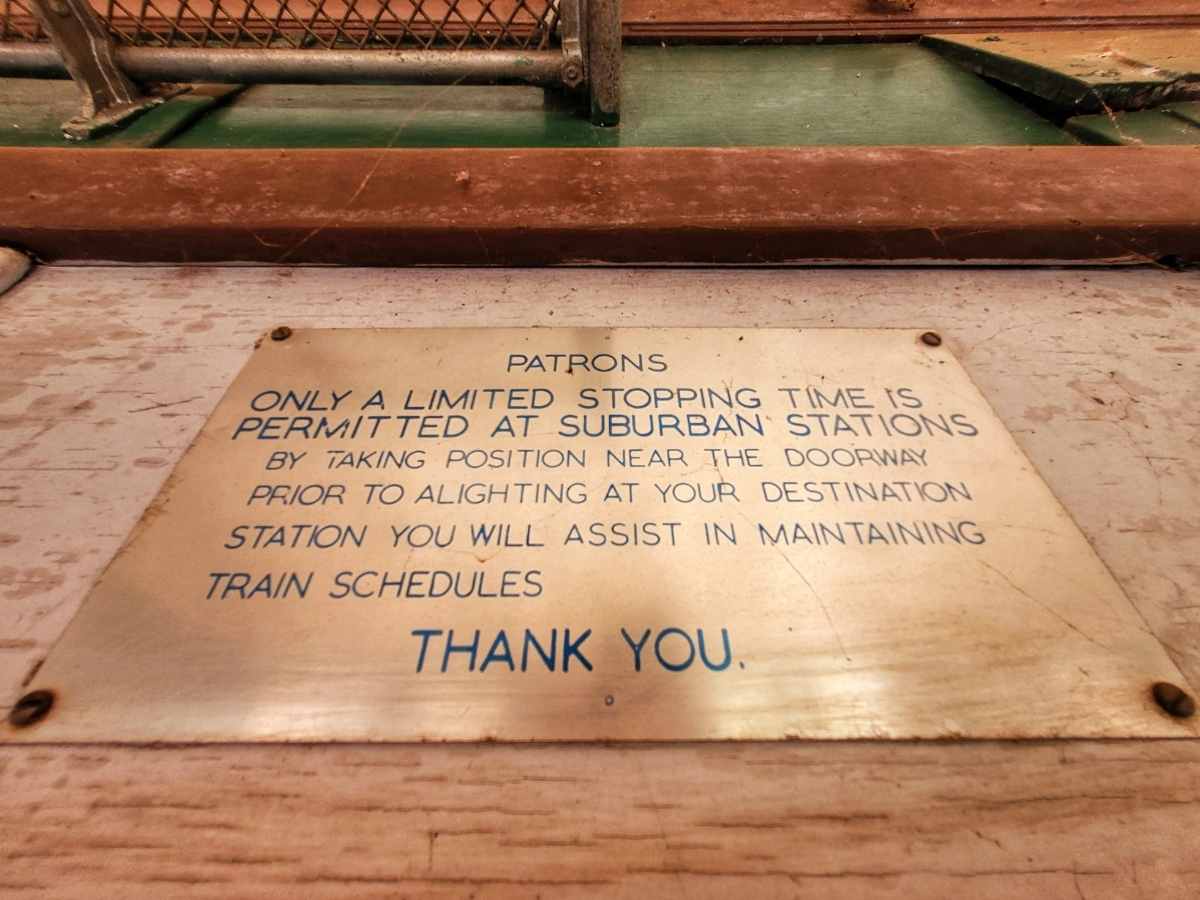 PATRONS
ONLY A LIMITED STOPPING TIME IS
PERMITTED AT SUBURBAN STATIONS
BY TAKING POSITION NEAR THE DOORWAY
PRIOR TO ALIGHTING AT YOUR DESTINATION
STATION YOU WILL ASSIST IN MAINTAINING
TRAIN SCHEDULES
THANK YOU.